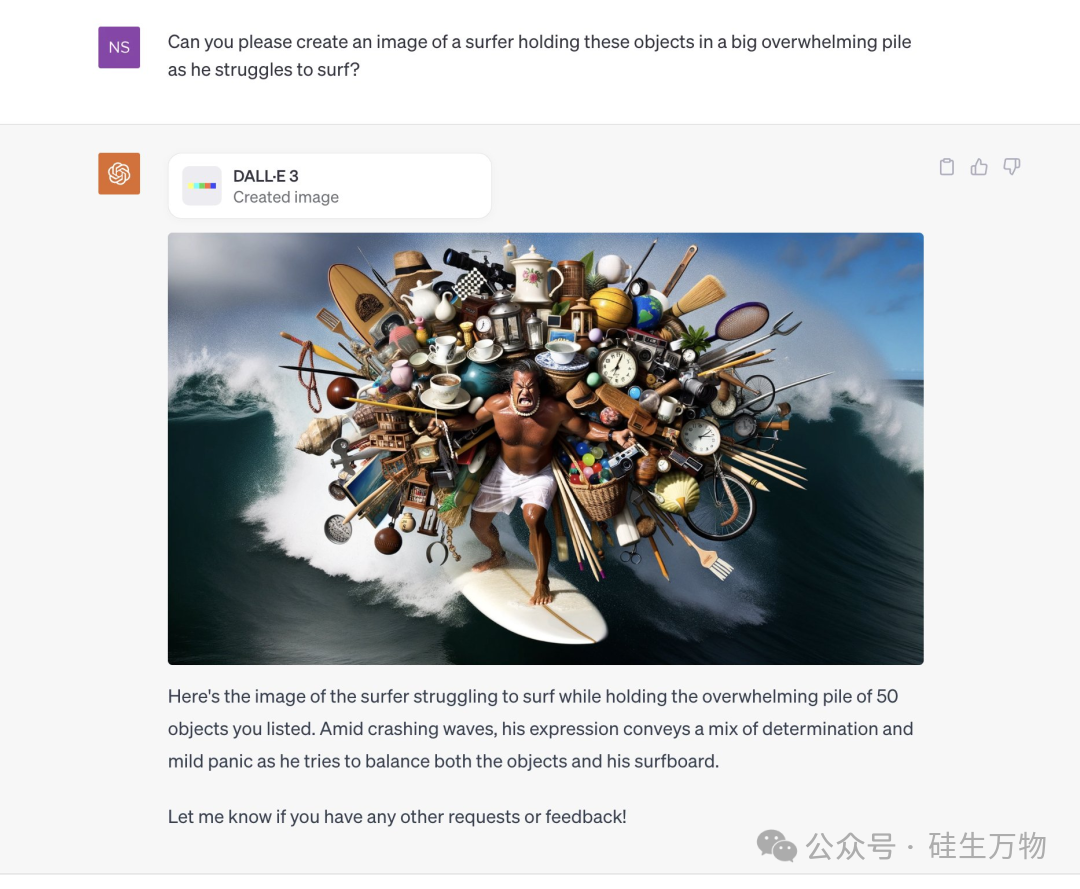 NS
Can you please create an image of a surfer holding these objects in a big overwhelming pile
as he struggles to surf?
DALL·E 3
Created image
Here's the image of the surfer struggling to surf while holding the overwhelming pile of 50
objects you listed. Amid crashing waves, his expression conveys a mix of determination and
mild panic as he tries to balance both the objects and his surfboard.
Let me know if you have any other requests or feedback!
公众号 · 硅生万物